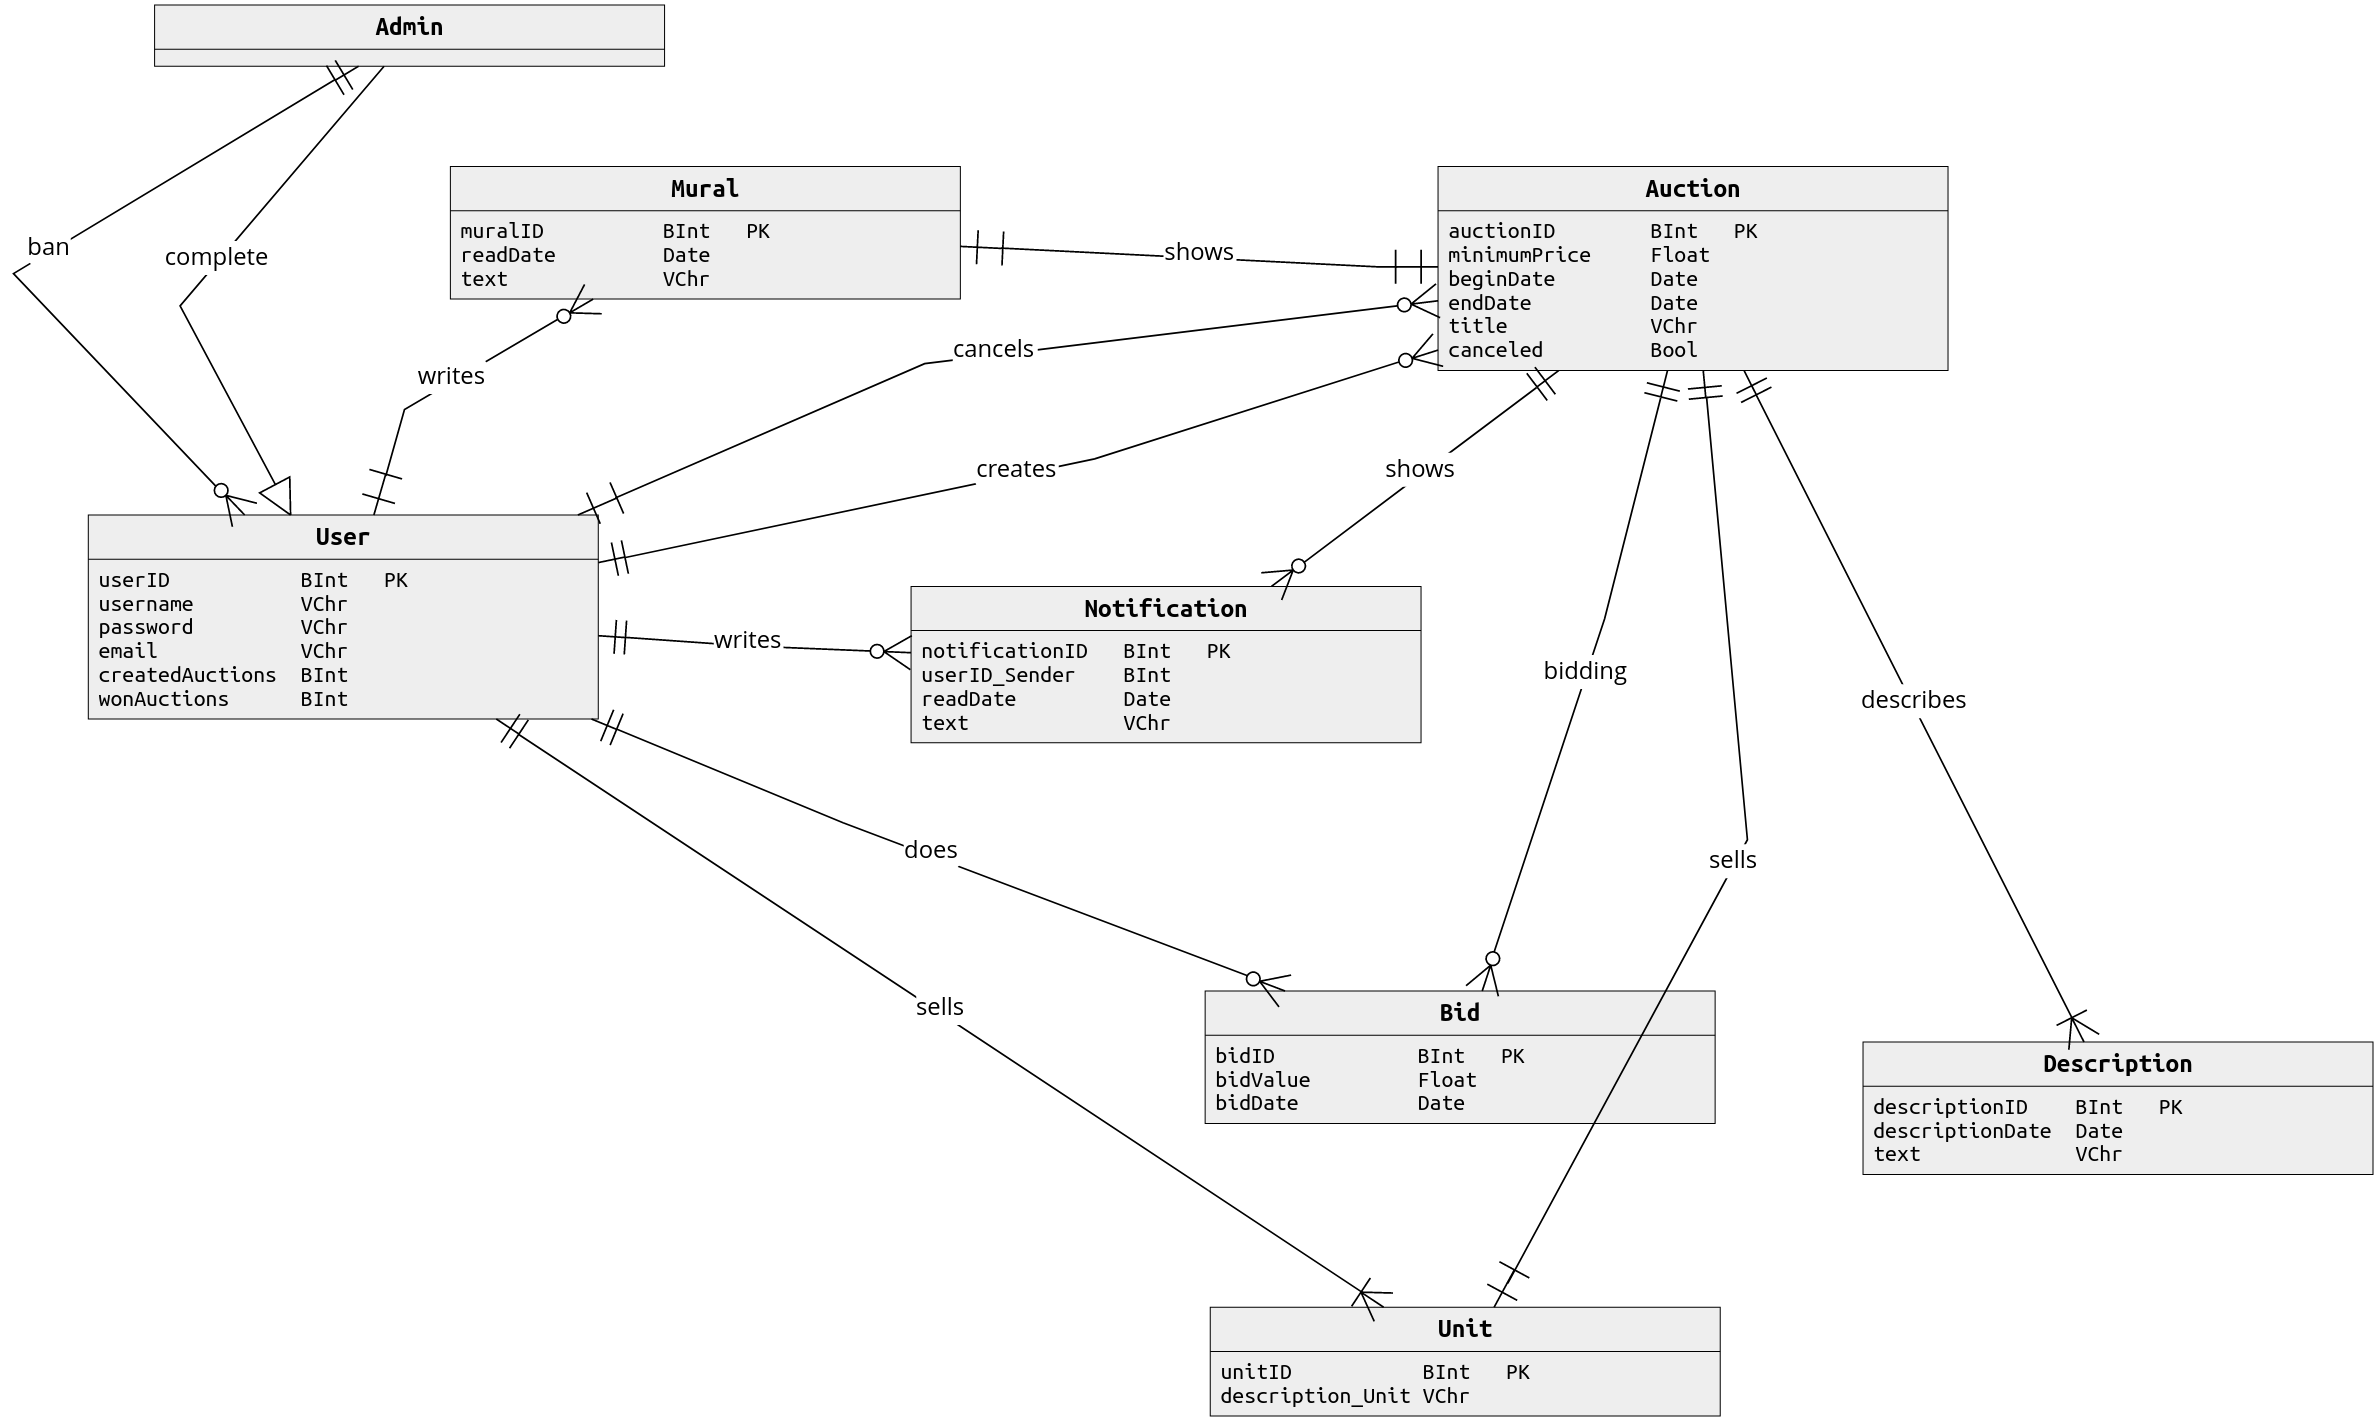 Admin
ban
complete
Mural
muralID BInt PK
readDate Date
text VChr
shows
Auction
auctionID BInt PK
minimumPrice Float
beginDate Date
endDate Date
title VChr
canceled Bool
writes
cancels
creates
shows
User
userID BInt PK
username VChr
password VChr
email VChr
createdAuctions BInt
wonAuctions BInt
writes
Notification
notificationID BInt PK
userID_Sender BInt
readDate Date
text VChr
bidding
describes
does
sells
sells
Bid
bidID BInt PK
bidValue Float
bidDate Date
Description
descriptionID BInt PK
descriptionDate Date
text VChr
Unit
unitID BInt PK
description_Unit VChr